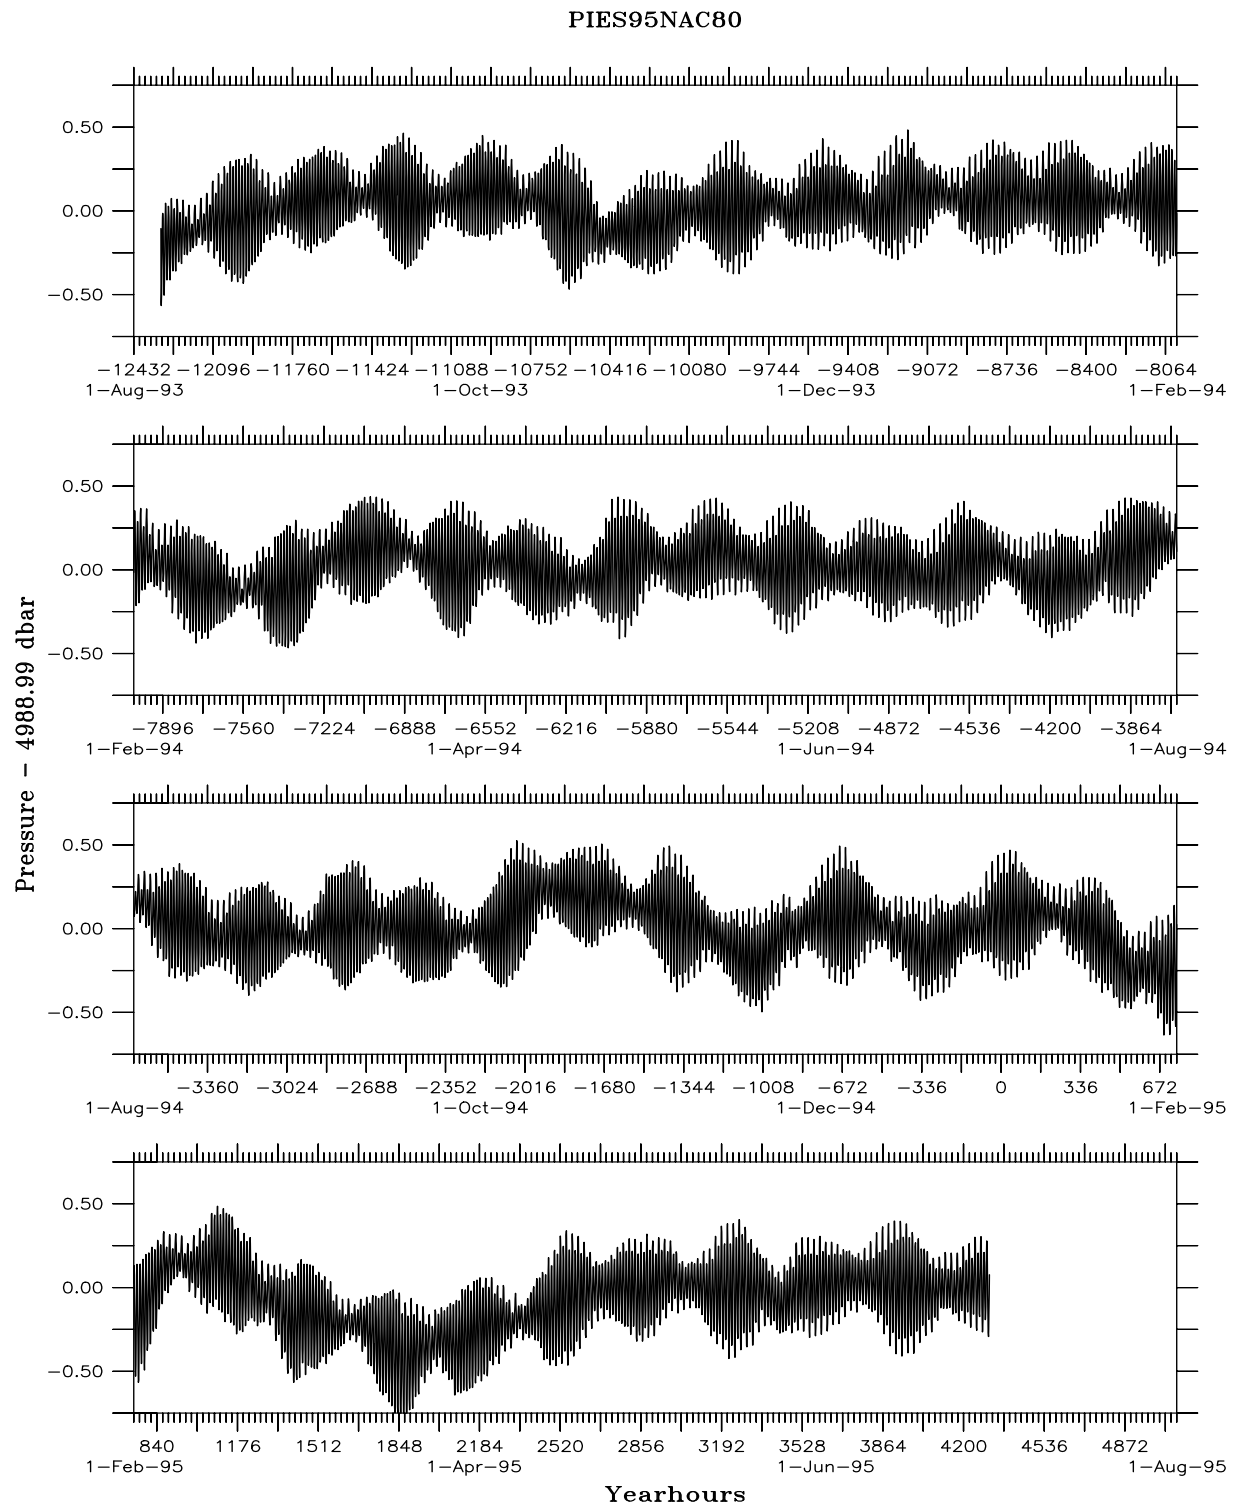 PIES95NAC80
0.50
0.00
−0.50
−12432 −12096 −11760 −11424 −11088 −10752 −10416 −10080 −9744 −9408 −9072 −8736 −8400 −8064
1−Aug−93 1−Oct−93 1−Dec−93 1−Feb−94
0.50
0.00
−0.50
−7896 −7560 −7224 −6888 −6552 −6216 −5880 −5544 −5208 −4872 −4536 −4200 −3864
1−Feb−94 1−Apr−94 1−Jun−94 1−Aug−94
Pressure − 4988.99 dbar
0.50
0.00
−0.50
−3360 −3024 −2688 −2352 −2016 −1680 −1344 −1008 −672 −336 0 336 672
1−Aug−94 1−Oct−94 1−Dec−94 1−Feb−95
0.50
0.00
−0.50
840 1176 1512 1848 2184 2520 2856 3192 3528 3864 4200 4536 4872
1−Feb−95 1−Apr−95 1−Jun−95 1−Aug−95
Yearhours